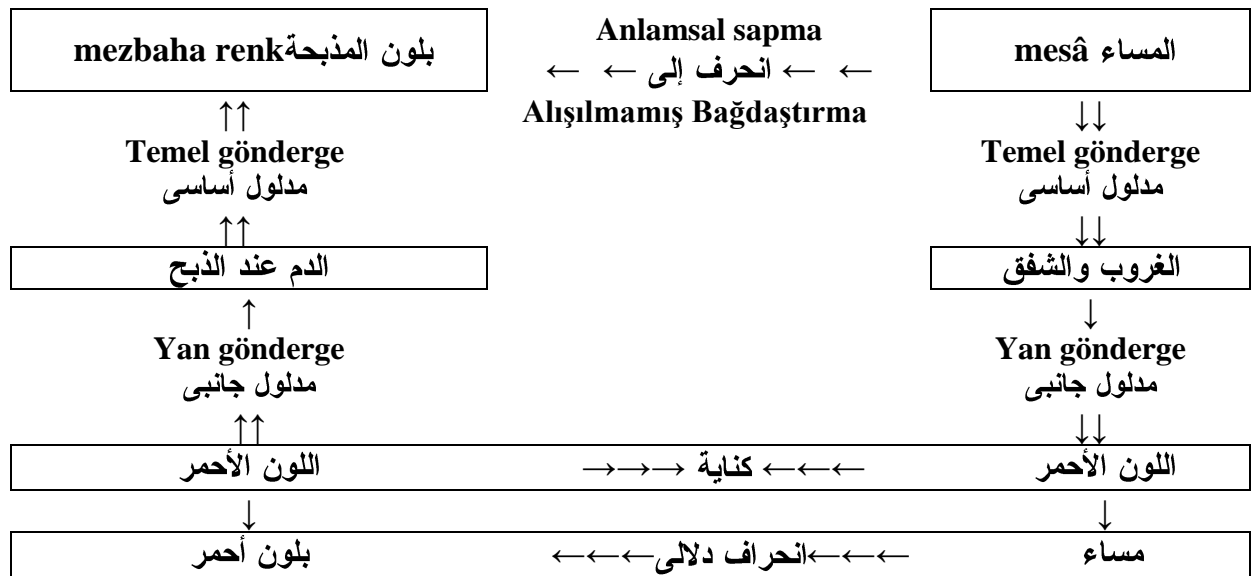 المساء mesâ
Anlamsal sapma
← ← انحرف إلى ← ←
Alışılmamış Bağdaştırma
بلون المذبحة mezbaha renk
↓↓
Temel gönderge
مدلول أساسى
↓↓
الغروب والشفق
↓
Yan gönderge
مدلول جانبى
↓↓
↑↑
Temel gönderge
مدلول أساسى
↑↑
الدم عند الذبح
↑
Yan gönderge
مدلول جانبى
↑↑
اللون الأحمر ←←← كناية →→→ اللون الأحمر
↓ ↓
مساء ←←←انحراف دلالى←←← بلون أحمر